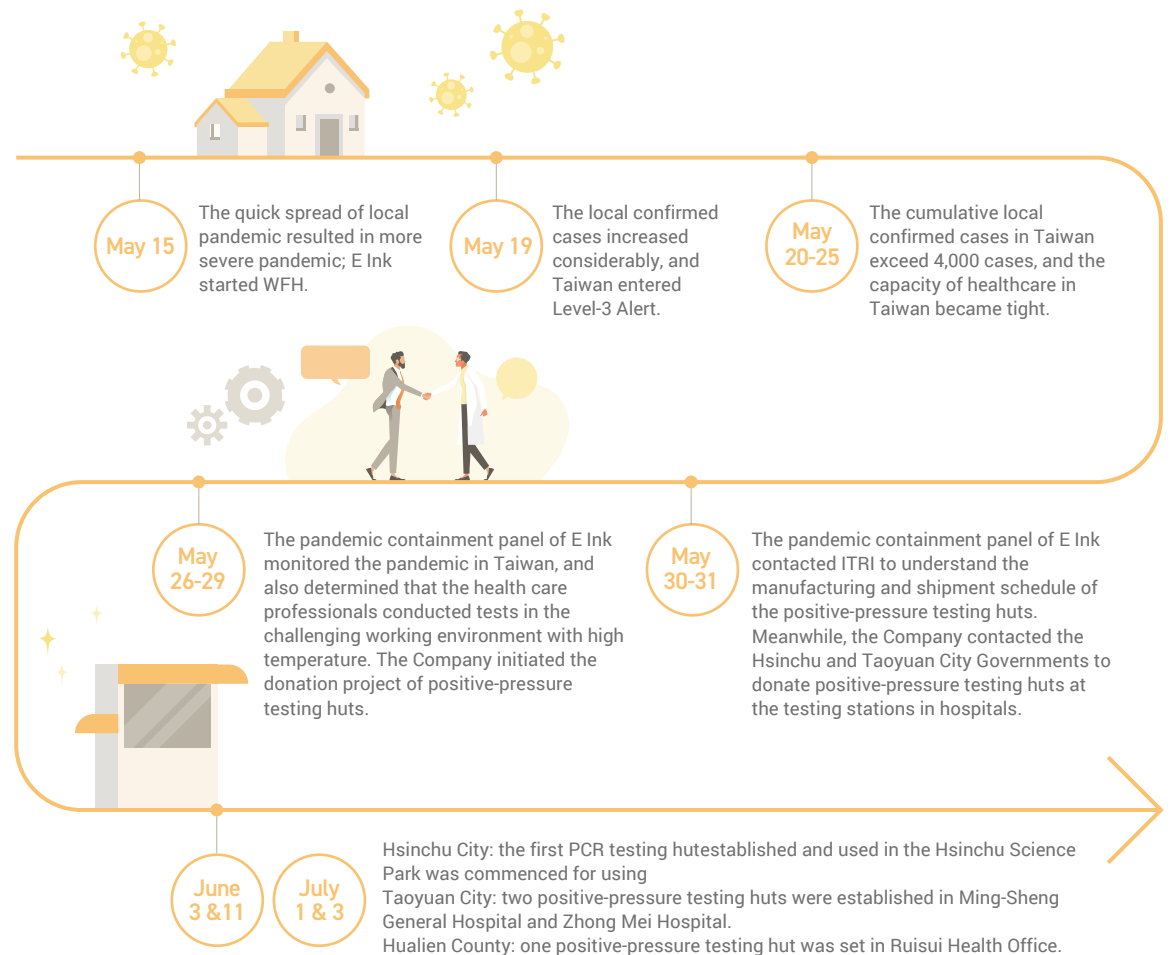 May 15
The quick spread of local
pandemic resulted in more
severe pandemic; E Ink
started WFH.
May 19
The local confirmed
cases increased
considerably, and
Taiwan entered
Level-3 Alert.
May
20-25
The cumulative local
confirmed cases in Taiwan
exceed 4,000 cases, and the
capacity of healthcare in
Taiwan became tight.
May
26-29
The pandemic containment panel of E Ink
monitored the pandemic in Taiwan, and
also determined that the health care
professionals conducted tests in the
challenging working environment with high
temperature. The Company initiated the
donation project of positive-pressure
testing huts.
May
30-31
The pandemic containment panel of E Ink
contacted ITRI to understand the
manufacturing and shipment schedule of
the positive-pressure testing huts.
Meanwhile, the Company contacted the
Hsinchu and Taoyuan City Governments to
donate positive-pressure testing huts at
the testing stations in hospitals.
June
3 &11
July
1 & 3
Hsinchu City: the first PCR testing hutestablished and used in the Hsinchu Science
Park was commenced for using
Taoyuan City: two positive-pressure testing huts were established in Ming-Sheng
General Hospital and Zhong Mei Hospital.
Hualien County: one positive-pressure testing hut was set in Ruisui Health Office.